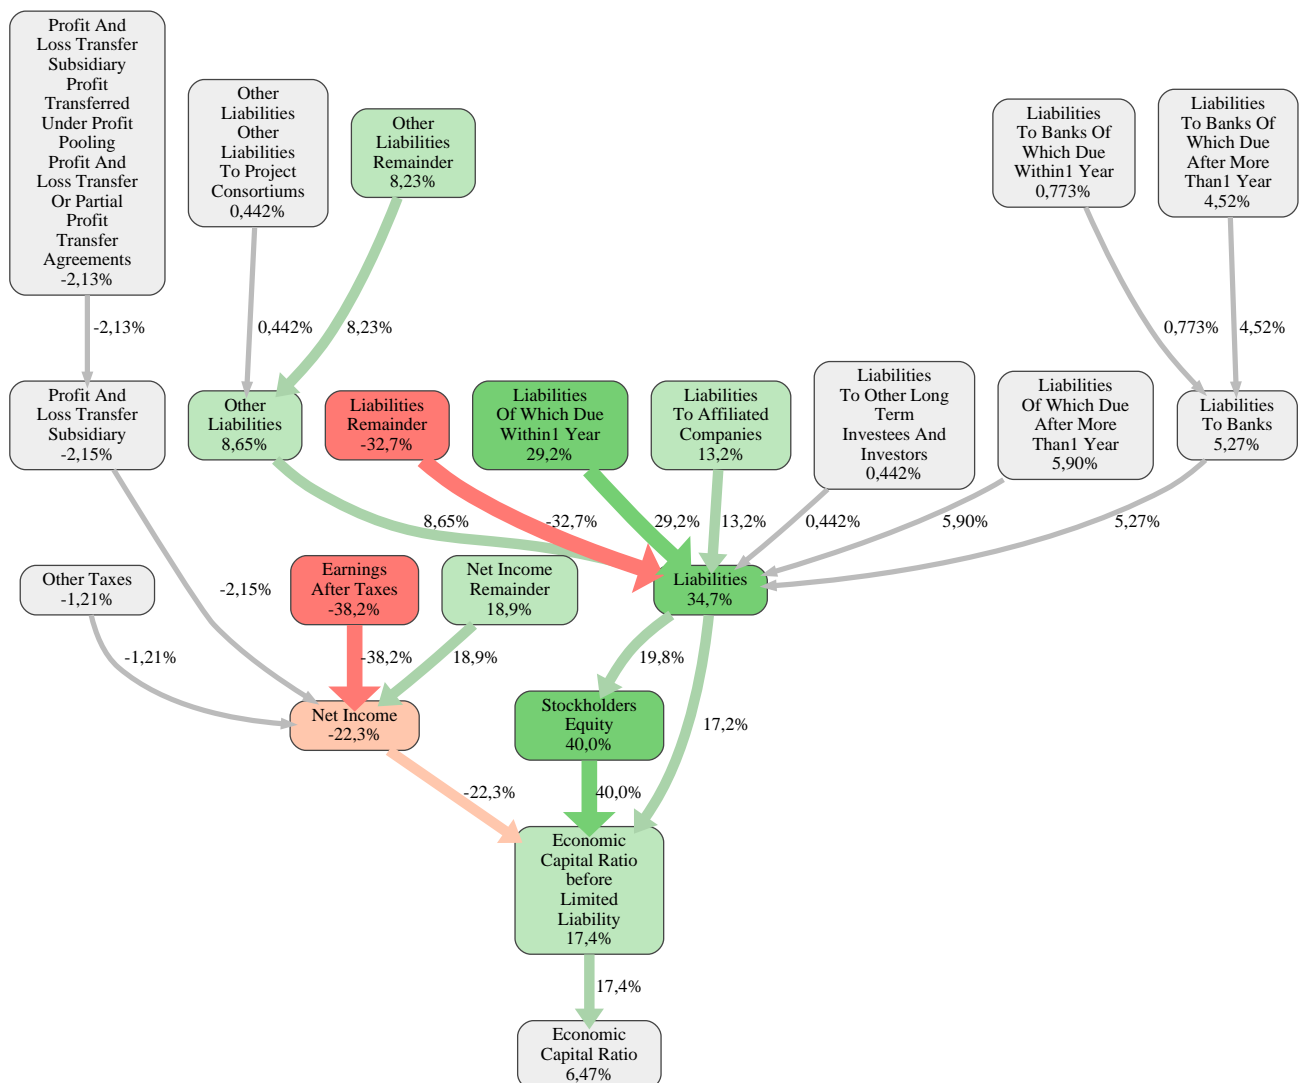 Profit And
Loss Transfer
Subsidiary
Profit
Transferred
Under Profit
Pooling
Profit And
Loss Transfer
Or Partial
Profit
Transfer
Agreements
-2,13%
Other
Liabilities
Other
Liabilities
To Project
Consortiums
0,442%
Other
Liabilities
Remainder
8,23%
Liabilities
To Banks Of
Which Due
Within1 Year
0,773%
Liabilities
To Banks Of
Which Due
After More
Than1 Year
4,52%
-2,13%
0,442%
8,23%
0,773%
4,52%
Profit And
Loss Transfer
Subsidiary
-2,15%
Other
Liabilities
8,65%
Liabilities
Remainder
-32,7%
Liabilities
Of Which Due
Within1 Year
29,2%
Liabilities
To Affiliated
Companies
13,2%
Liabilities
To Other Long
Term
Investees And
Investors
0,442%
Liabilities
Of Which Due
After More
Than1 Year
5,90%
Liabilities
To Banks
5,27%
8,65%
-32,7%
29,2%
13,2%
0,442%
5,90%
5,27%
Other Taxes
-1,21%
-2,15%
Earnings
After Taxes
-38,2%
Net Income
Remainder
18,9%
Liabilities
34,7%
-1,21%
-38,2%
18,9%
19,8%
17,2%
Net Income
-22,3%
Stockholders
Equity
40,0%
-22,3%
40,0%
Economic
Capital Ratio
before
Limited
Liability
17,4%
17,4%
Economic
Capital Ratio
6,47%